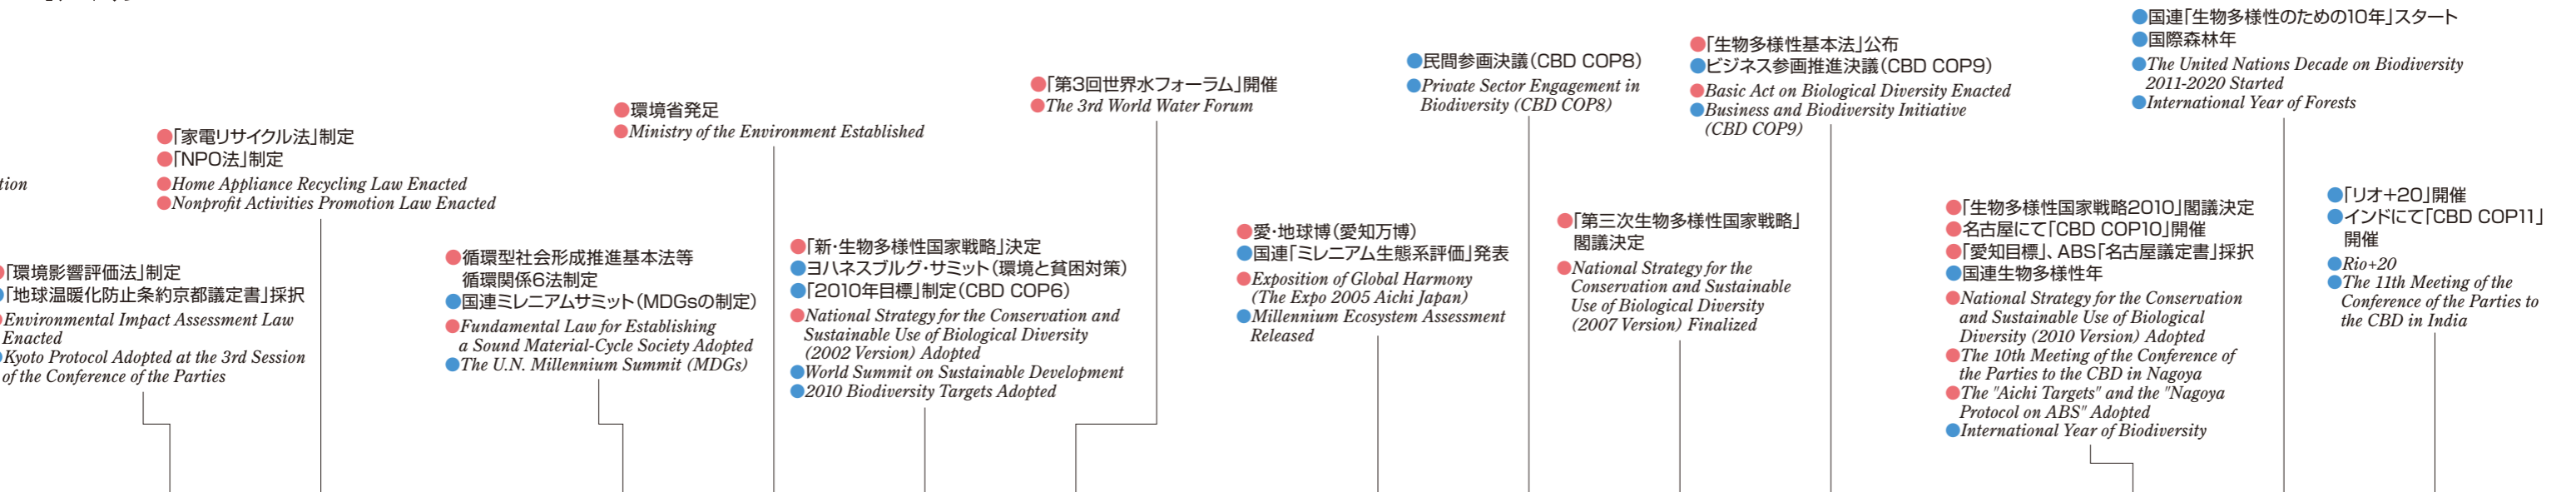 tion
●「環境影響評価法」制定
●「地球温暖化防止条約京都議定書」採択
●Environmental Impact Assessment Law
Enacted
●Kyoto Protocol Adopted at the 3rd Session
of the Conference of the Parties
●「家電リサイクル法」制定
●「NPO法」制定
●Home Appliance Recycling Law Enacted
●Nonprofit Activities Promotion Law Enacted
●循環型社会形成推進基本法等
循環関係6法制定
●国連ミレニアムサミット(MDGsの制定)
●Fundamental Law for Establishing
a Sound Material-Cycle Society Adopted
●The U.N. Millennium Summit (MDGs)
●環境省発足
●Ministry of the Environment Established
●「新・生物多様性国家戦略」決定
●ヨハネスブルグ・サミット(環境と貧困対策)
●「2010年目標」制定(CBD COP6)
●National Strategy for the Conservation and
Sustainable Use of Biological Diversity
(2002 Version) Adopted
●World Summit on Sustainable Development
●2010 Biodiversity Targets Adopted
●「第3回世界水フォーラム」開催
●The 3rd World Water Forum
●愛・地球博(愛知万博)
●国連「ミレニアム生態系評価」発表
●Exposition of Global Harmony
(The Expo 2005 Aichi Japan)
●Millennium Ecosystem Assessment
Released
●民間参画決議(CBD COP8)
●Private Sector Engagement in
Biodiversity (CBD COP8)
●「第三次生物多様性国家戦略」
閣議決定
●National Strategy for the
Conservation and Sustainable
Use of Biological Diversity
(2007 Version) Finalized
●「生物多様性基本法」公布
●ビジネス参画推進決議(CBD COP9)
●Basic Act on Biological Diversity Enacted
●Business and Biodiversity Initiative
(CBD COP9)
●「生物多様性国家戦略2010」閣議決定
●名古屋にて「CBD COP10」開催
●「愛知目標」、ABS「名古屋議定書」採択
●国連生物多様性年
●National Strategy for the Conservation
and Sustainable Use of Biological
Diversity (2010 Version) Adopted
●The 10th Meeting of the Conference of
the Parties to the CBD in Nagoya
●The "Aichi Targets" and the "Nagoya
Protocol on ABS" Adopted
●International Year of Biodiversity
●国連「生物多様性のための10年」スタート
●国際森林年
●The United Nations Decade on Biodiversity
2011-2020 Started
●International Year of Forests
●「リオ+20」開催
●インドにて「CBD COP11」
開催
●Rio+20
●The 11th Meeting of the
Conference of the Parties to
the CBD in India